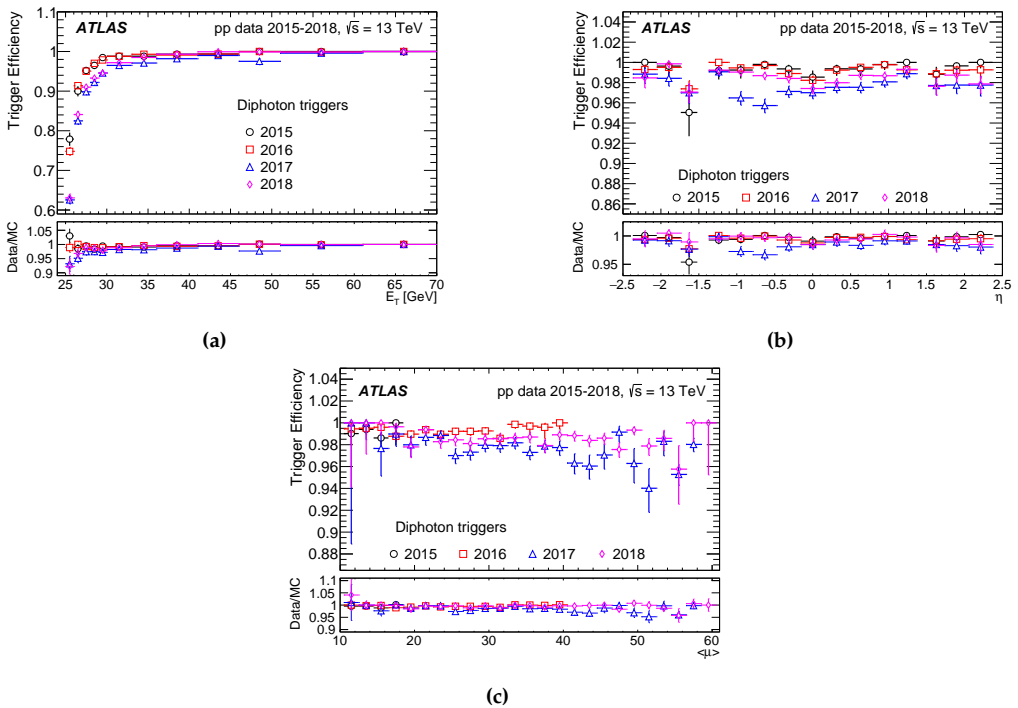 ATLAS
pp data 2015-2018, √s = 13 TeV
Trigger Efficiency
1.1
1
0.9
0.8
0.7
0.6
Diphoton triggers
2015
2016
2017
2018
Data/MC
1.05
1
0.95
0.9
25 30 35 40 45 50 55 60 65 70
E_T [GeV]
(a)
ATLAS
pp data 2015-2018, √s = 13 TeV
Trigger Efficiency
1.04
1.02
1
0.98
0.96
0.94
0.92
0.9
0.88
0.86
Diphoton triggers
2015 2016 2017 2018
Data/MC
1
0.95
−2.5 −2 −1.5 −1 −0.5 0 0.5 1 1.5 2 2.5
η
(b)
ATLAS
pp data 2015-2018, √s = 13 TeV
Trigger Efficiency
1.04
1.02
1
0.98
0.96
0.94
0.92
0.9
0.88
Diphoton triggers
2015 2016 2017 2018
Data/MC
1.1
1.05
1
0.95
0.9
10 20 30 40 50 60
<μ>
(c)